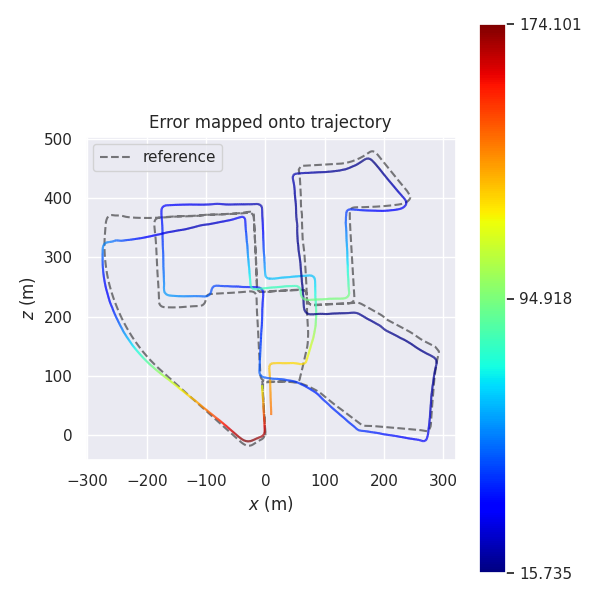 174.101
Error mapped onto trajectory
500
reference
400
300
94.918
z (m)
200
100
0
−300 −200 −100 0 100 200 300
x (m)
15.735